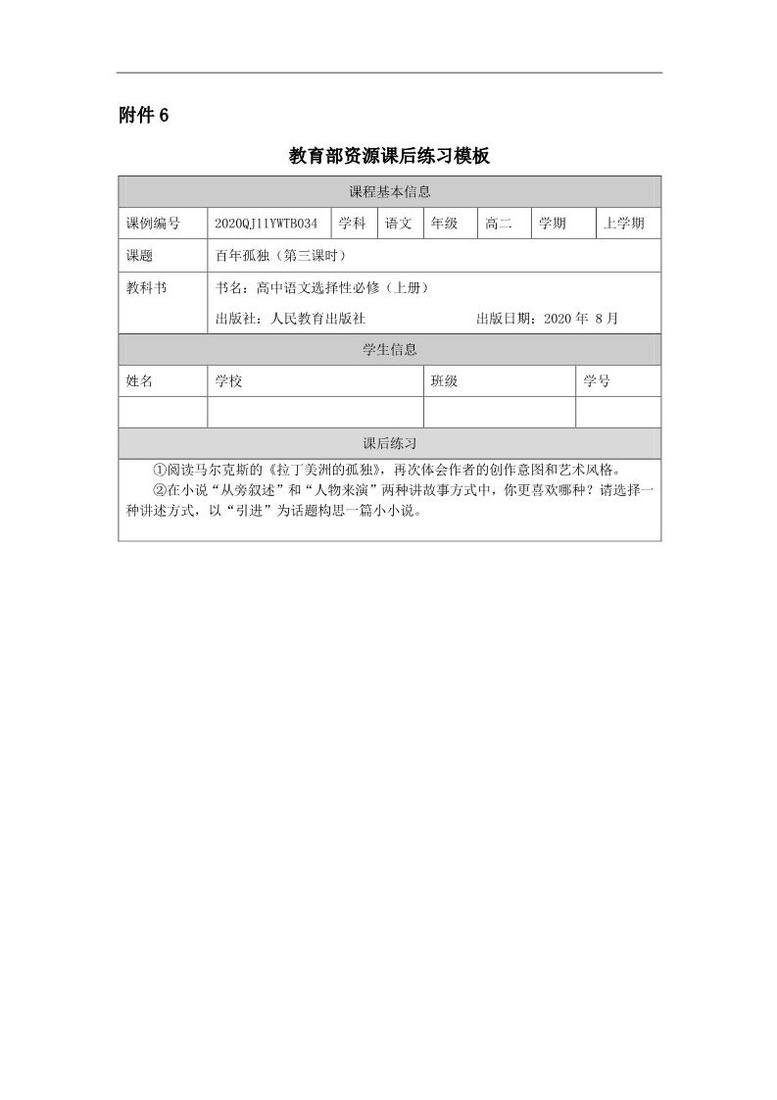 附件 6
教育部资源课后练习模板
课程基本信息
课例编号 2020QJ11YWTB034 学科 语文 年级 高二 学期 上学期
课题 百年孤独（第三课时）
教科书 书名：高中语文选择性必修（上册）
出版社：人民教育出版社 出版日期：2020 年 8 月
学生信息
姓名 学校 班级 学号
课后练习
①阅读马尔克斯的《拉丁美洲的孤独》，再次体会作者的创作意图和艺术风格。
②在小说“从旁叙述”和“人物来演”两种讲故事方式中，你更喜欢哪种？请选择一
种讲述方式，以“引进”为话题构思一篇小小说。